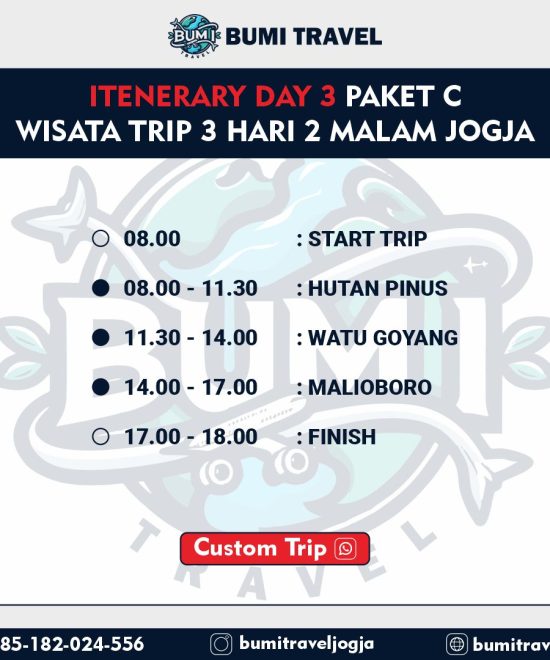 BUMI
TRAVEL
BUMI TRAVEL
ITENERARY DAY 3 PAKET C
WISATA TRIP 3 HARI 2 MALAM JOGJA
08.00 : START TRIP
08.00 - 11.30 : HUTAN PINUS
11.30 - 14.00 : WATU GOYANG
14.00 - 17.00 : MALIOBORO
17.00 - 18.00 : FINISH
BUMI
TRAVEL
Custom Trip
85-182-024-556 bumitraveljogja bumitrav